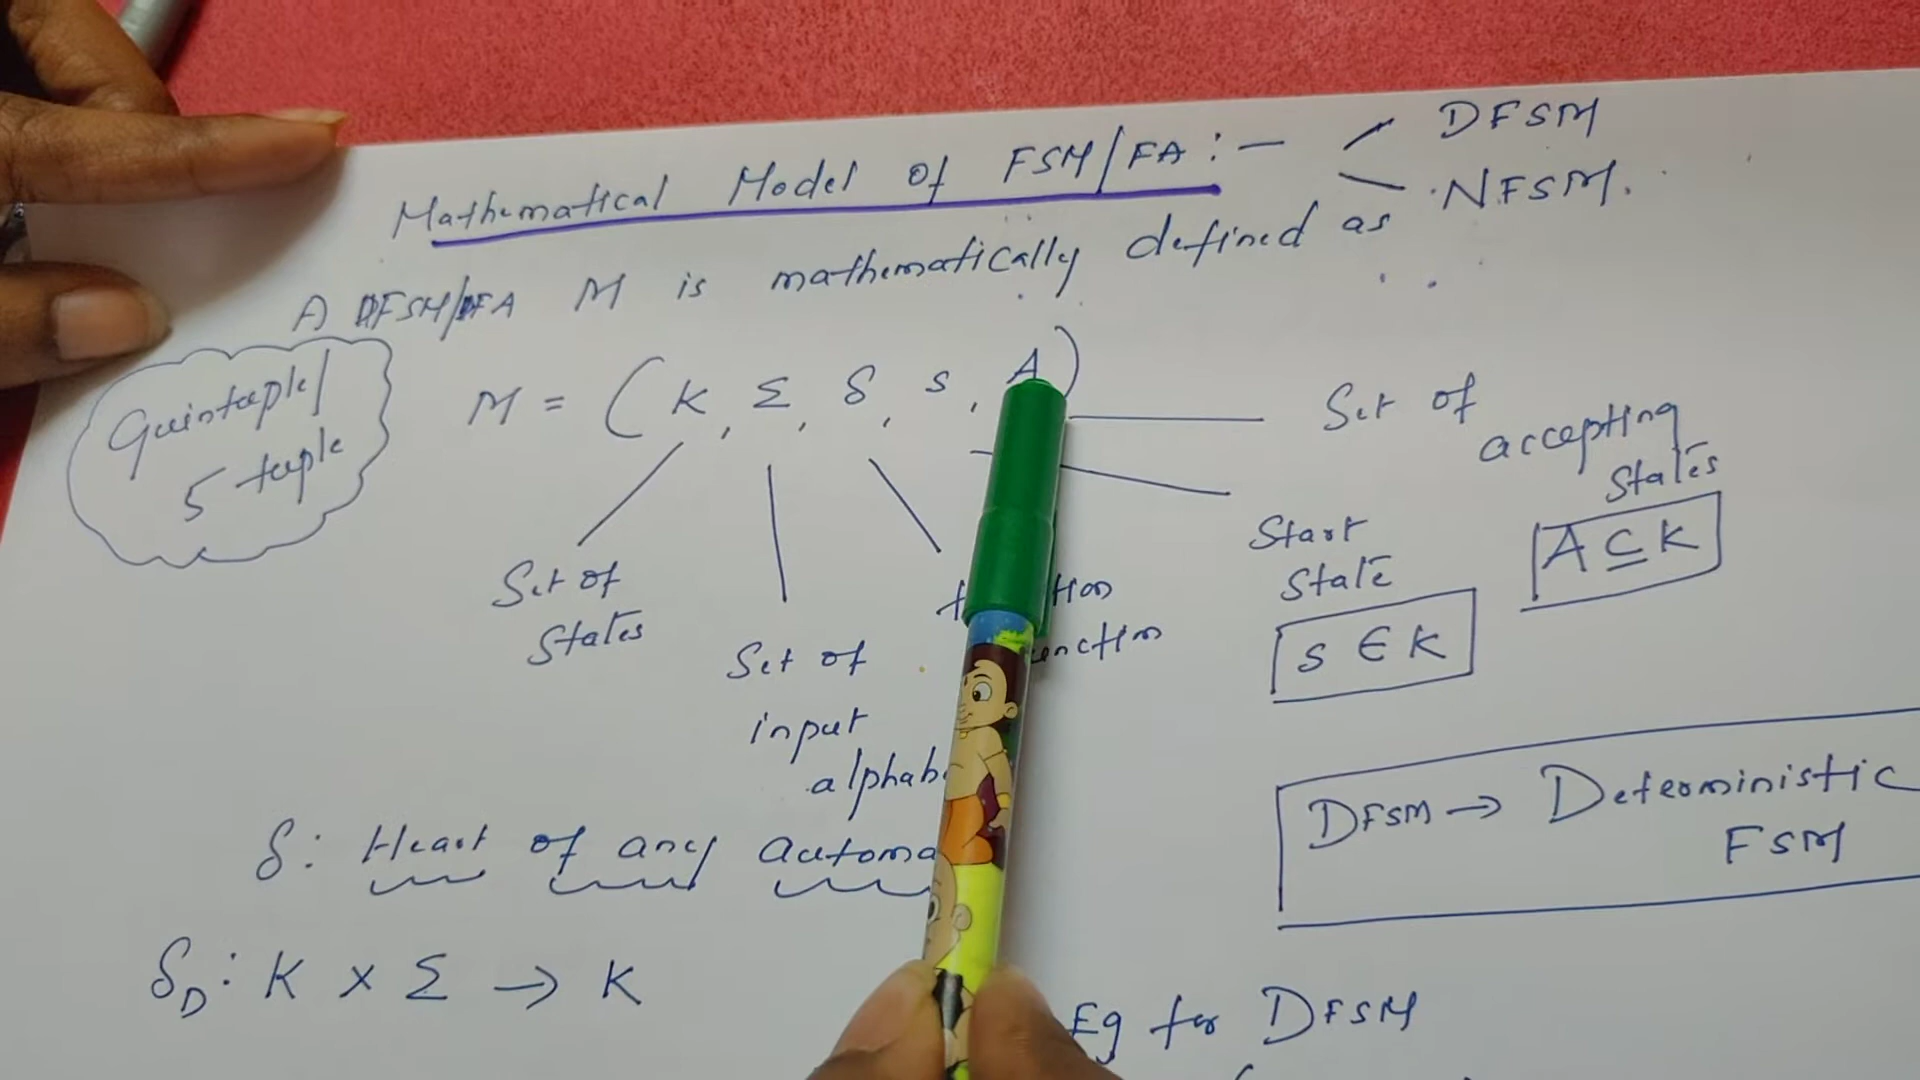 Mathematical Model of FSM/FA :-
DFSM
NFSM.
A DFSM/DFA M is mathematically defined as
Quintuple/
5 tuple
M = ( K, Σ, δ, s, A )
Set of
accepting
States
A ⊆ K
Start
State
s ∈ K
Set of
States
Set of
input
δ: Heart of any
δD : K × Σ → K
DFSM → Deterministic
FSM
Eg for DFSM